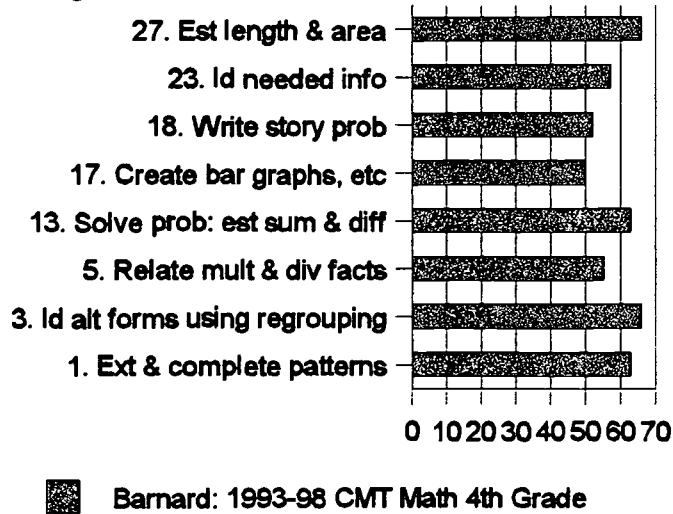 27. Est length & area
23. Id needed info
18. Write story prob
17. Create bar graphs, etc
13. Solve prob: est sum & diff
5. Relate mult & div facts
3. Id alt forms using regrouping
1. Ext & complete patterns
0 10 20 30 40 50 60 70
Barnard: 1993-98 CMT Math 4th Grade